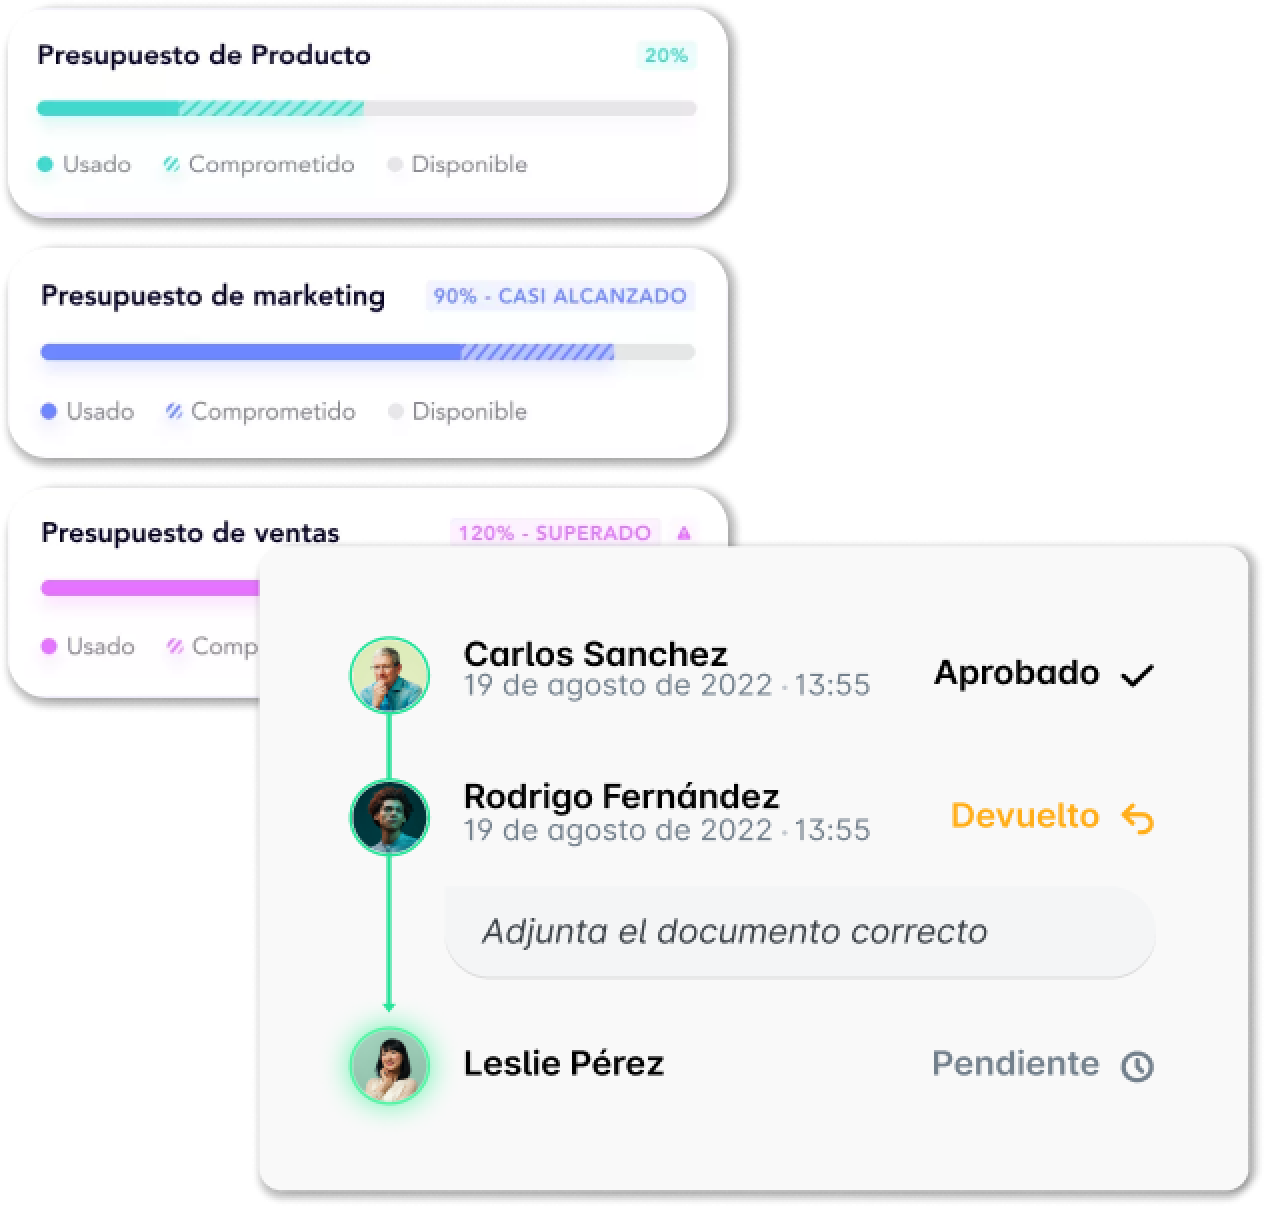 Presupuesto de Producto 20%
Usado Comprometido Disponible
Presupuesto de marketing 90% - CASI ALCANZADO
Usado Comprometido Disponible
Presupuesto de ventas 120% - SUPERADO
Usado Comp
Carlos Sanchez
19 de agosto de 2022 · 13:55
Aprobado
Rodrigo Fernández
19 de agosto de 2022 · 13:55
Devuelto
Adjunta el documento correcto
Leslie Pérez
Pendiente